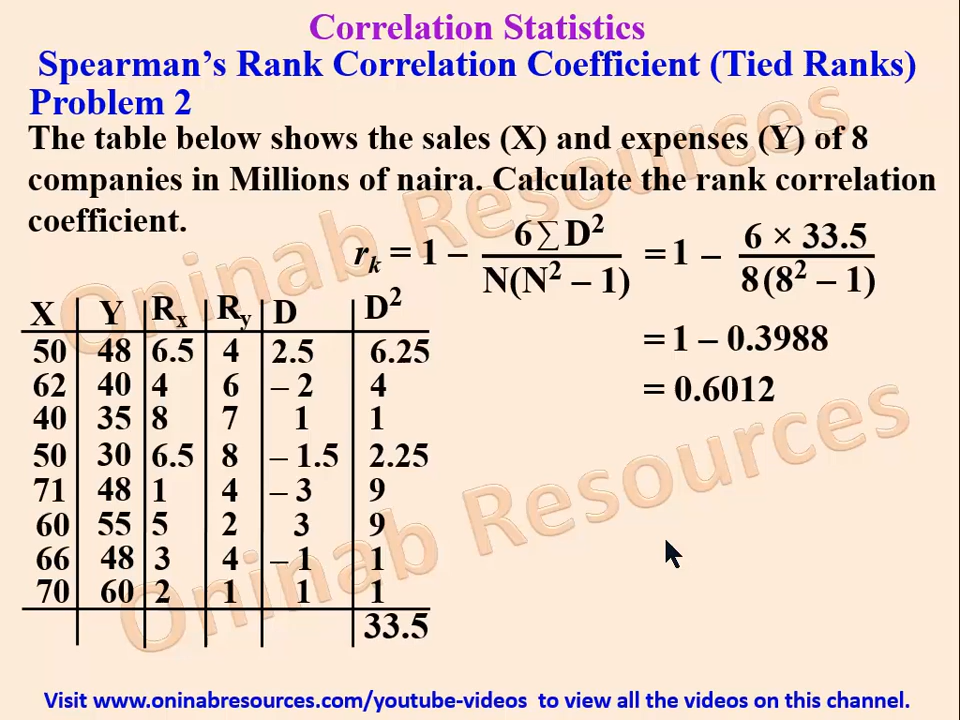 Correlation Statistics
Spearman's Rank Correlation Coefficient (Tied Ranks)
Problem 2
The table below shows the sales (X) and expenses (Y) of 8
companies in Millions of naira. Calculate the rank correlation
coefficient.
rk = 1 – 6∑D² / N(N² – 1) = 1 – 6 × 33.5 / 8(8² – 1)
= 1 – 0.3988
= 0.6012
X Y Rx Ry D D²
50 48 6.5 4 2.5 6.25
62 40 4 6 – 2 4
40 35 8 7 1 1
50 30 6.5 8 – 1.5 2.25
71 48 1 4 – 3 9
60 55 5 2 3 9
66 48 3 4 – 1 1
70 60 2 1 1 1
33.5
Oninab Resources
Oninab Resources
Visit www.oninabresources.com/youtube-videos to view all the videos on this channel.